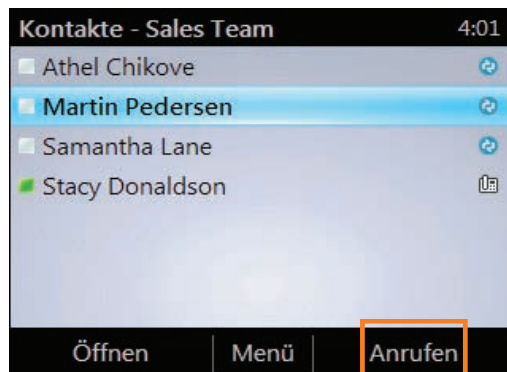 Kontakte - Sales Team 4:01
Athel Chikove
Martin Pedersen
Samantha Lane
Stacy Donaldson
Öffnen Menü Anrufen